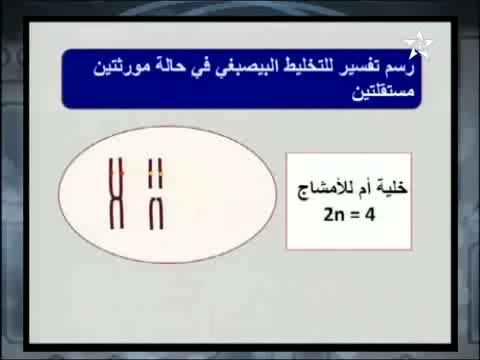 رسم تفسير للتخليط البيصبغي في حالة مورثتين
مستقلتين
خلية أم للأمشاج
2n = 4